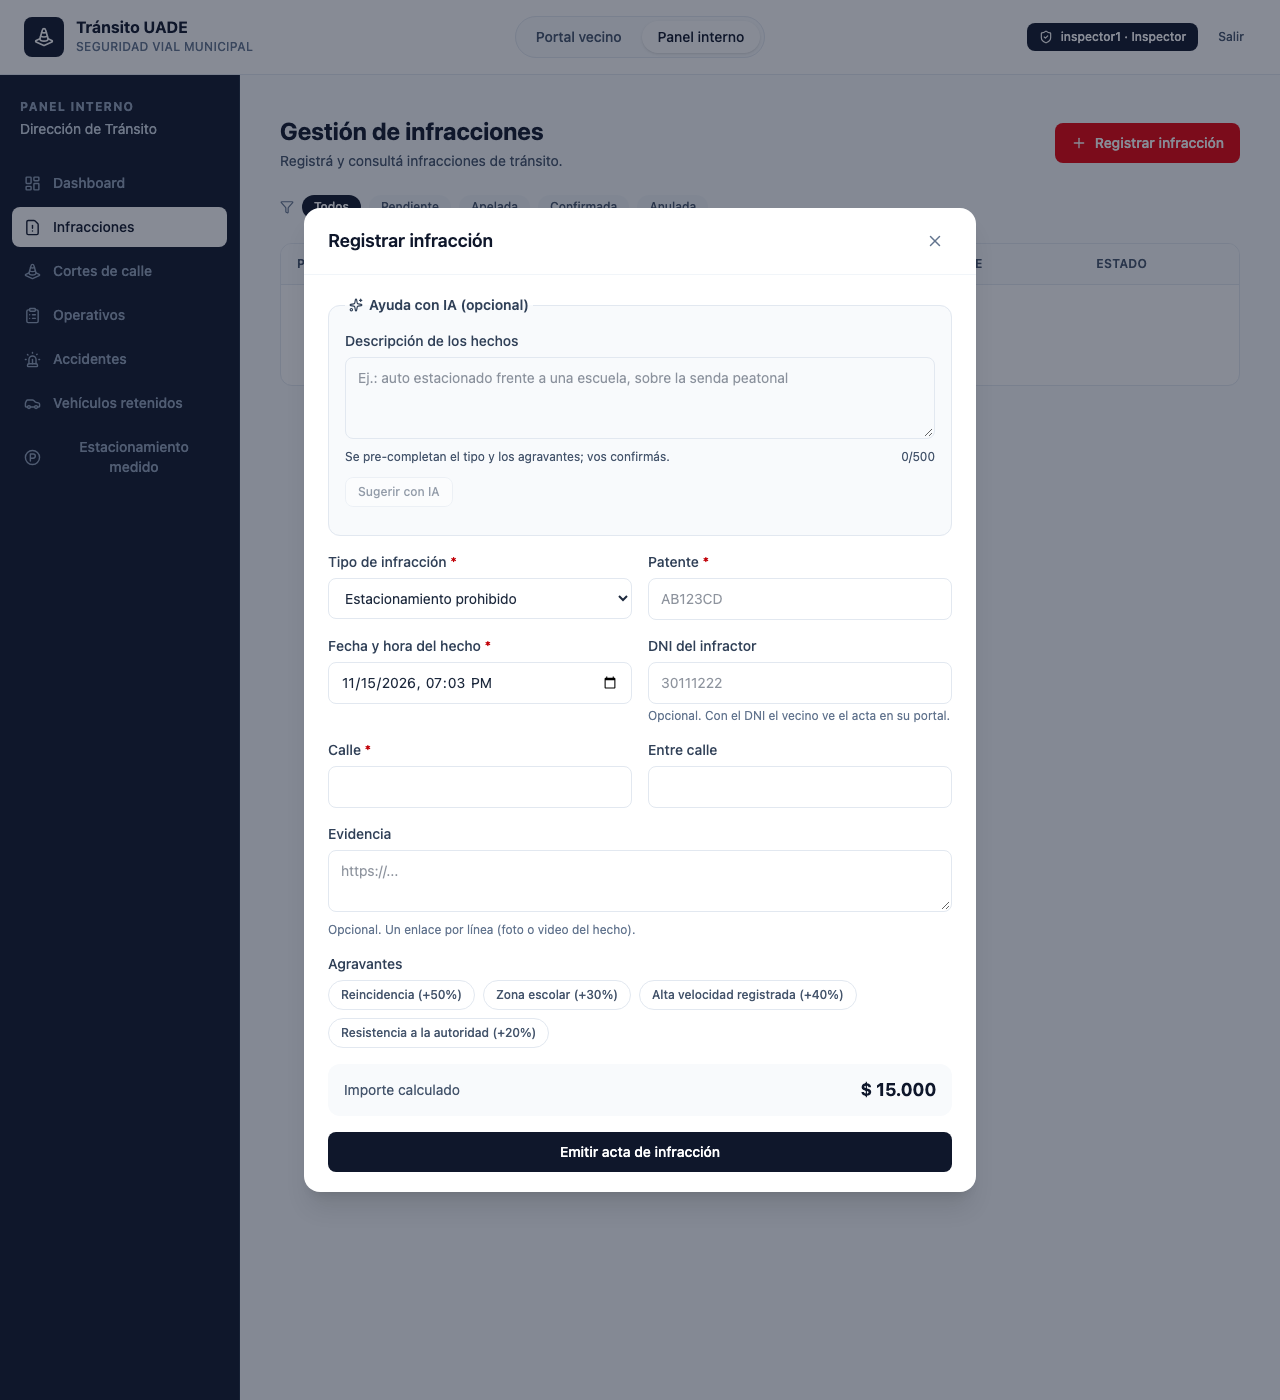 Tránsito UADE
SEGURIDAD VIAL MUNICIPAL
Portal vecino
Panel interno
inspector1 · Inspector
Salir
PANEL INTERNO
Dirección de Tránsito
Dashboard
Infracciones
Cortes de calle
Operativos
Accidentes
Vehículos retenidos
Estacionamiento
medido
Gestión de infracciones
Registrá y consultá infracciones de tránsito.
Registrar infracción
Todos
Pendiente
Apelada
Confirmada
Anulada
ESTADO
Registrar infracción
Ayuda con IA (opcional)
Descripción de los hechos
Ej.: auto estacionado frente a una escuela, sobre la senda peatonal
Se pre-completan el tipo y los agravantes; vos confirmás.
0/500
Sugerir con IA
Tipo de infracción *
Patente *
Estacionamiento prohibido
AB123CD
Fecha y hora del hecho *
DNI del infractor
11/15/2026, 07:03 PM
30111222
Opcional. Con el DNI el vecino ve el acta en su portal.
Calle *
Entre calle
Evidencia
https://...
Opcional. Un enlace por línea (foto o video del hecho).
Agravantes
Reincidencia (+50%)
Zona escolar (+30%)
Alta velocidad registrada (+40%)
Resistencia a la autoridad (+20%)
Importe calculado
$ 15.000
Emitir acta de infracción